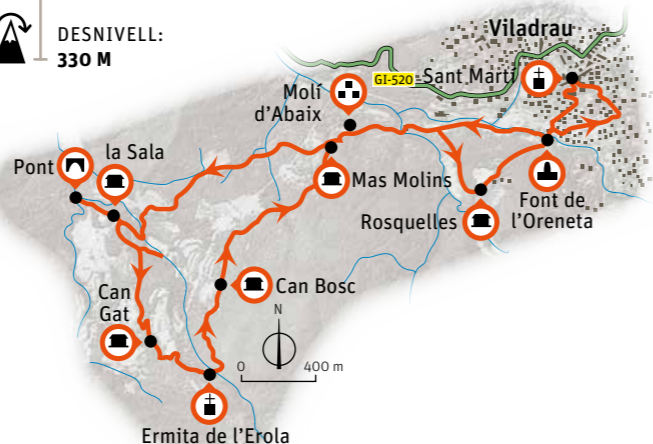 DESNIVELL:
330 M
Viladrau
GI-520
Sant Martí
Molí
d'Abaix
Pont
la Sala
Mas Molins
Rosquelles
Font de
l'Oreneta
Can Bosc
Can
Gat
N
0 400 m
Ermita de l'Erola